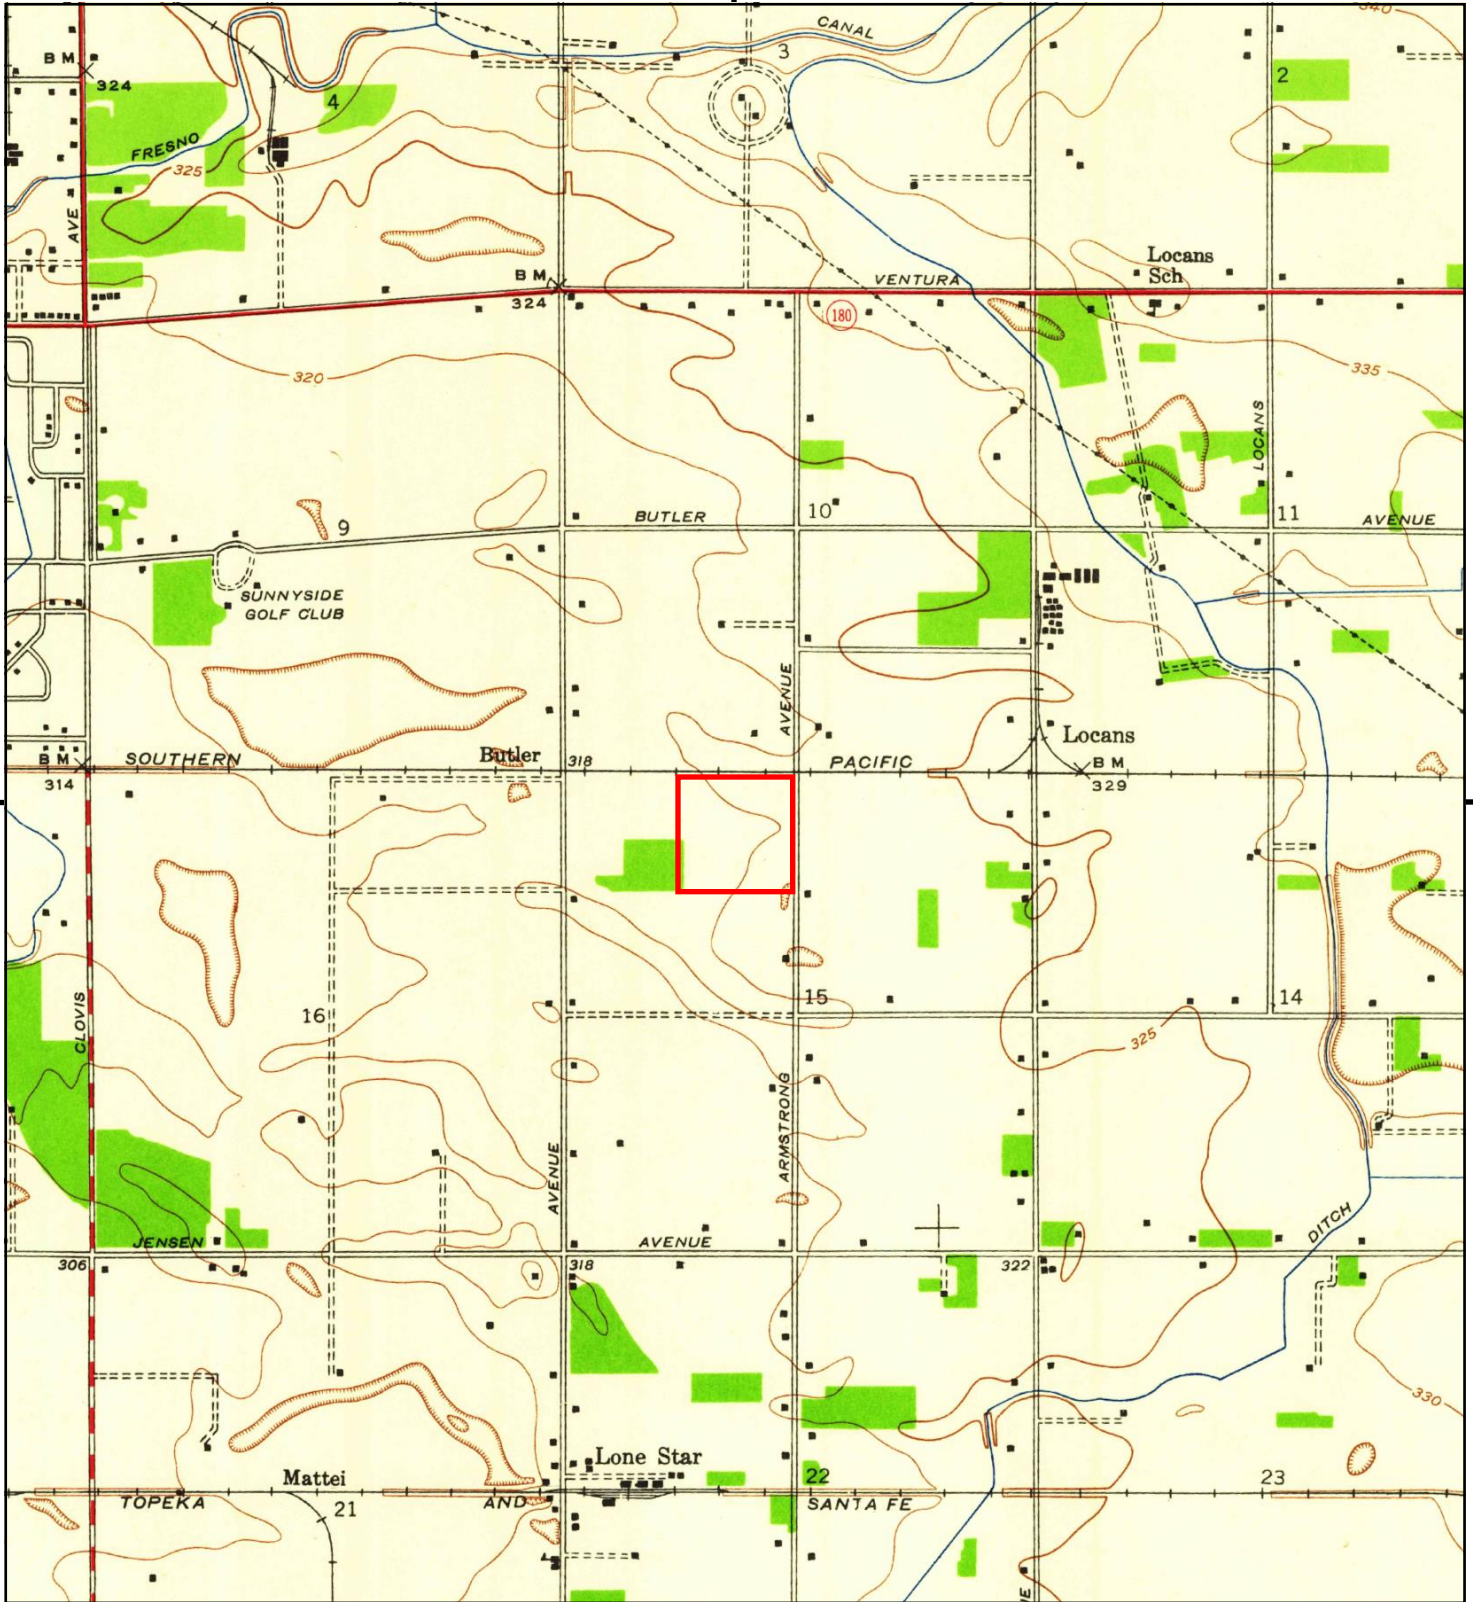 340
CANAL
3
B M
324
2
4
FRESNO
325
AVE
Locans
Sch
B M
324
VENTURA
180
320
335
LOCANS
BUTLER
10
11
AVENUE
9
SUNNYSIDE
GOLF CLUB
AVENUE
Locans
B M
314
SOUTHERN
Butler
318
PACIFIC
B M
329
CLOVIS
16
15
14
325
ARMSTRONG
AVENUE
DITCH
JENSEN
AVENUE
306
318
322
330
Lone Star
Mattei
22
23
TOPEKA
AND
SANTA FE
21